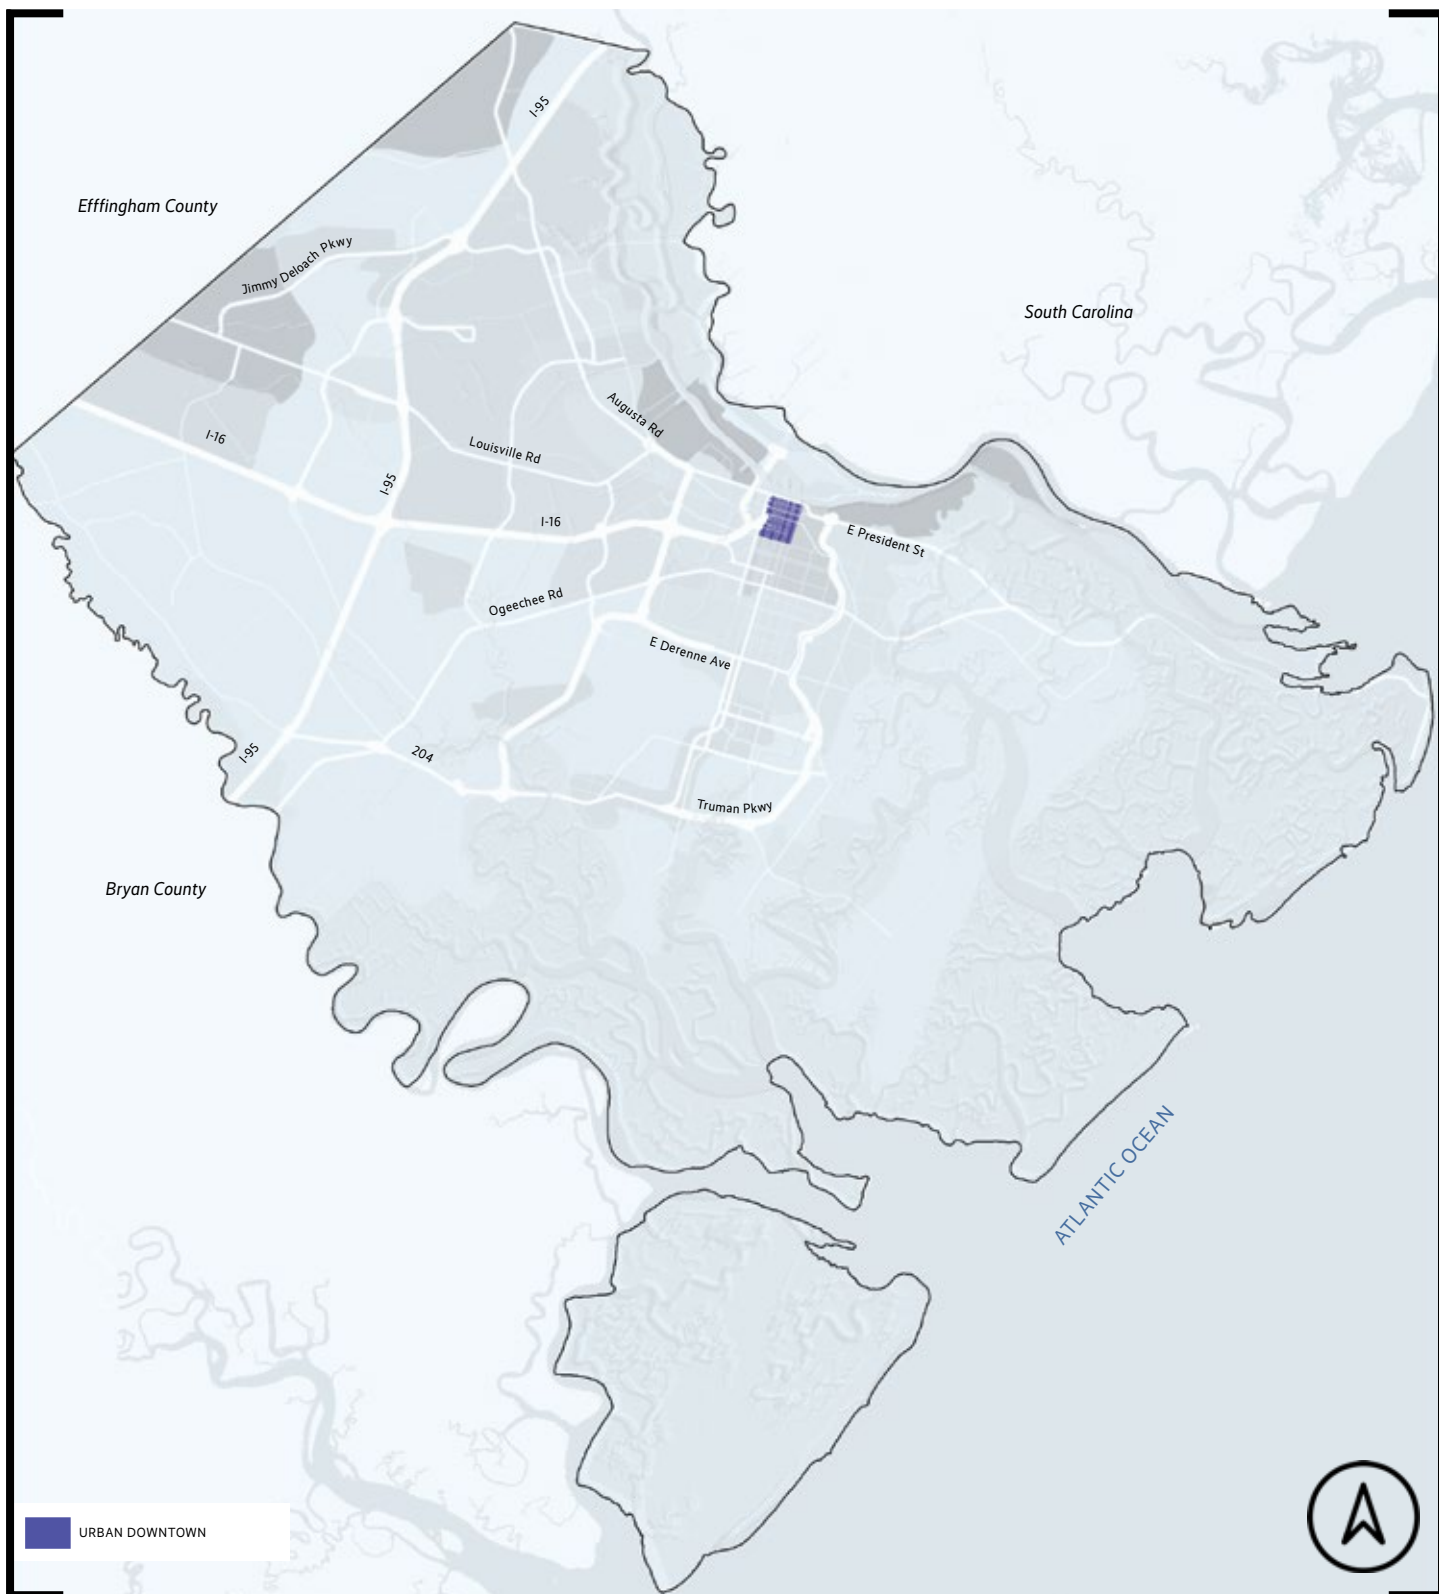 I-95
Efffingham County
Jimmy Deloach Pkwy
South Carolina
Augusta Rd
I-16
Louisville Rd
I-95
I-16
E President St
Ogeechee Rd
E Derenne Ave
I-95
204
Truman Pkwy
Bryan County
ATLANTIC OCEAN
URBAN DOWNTOWN